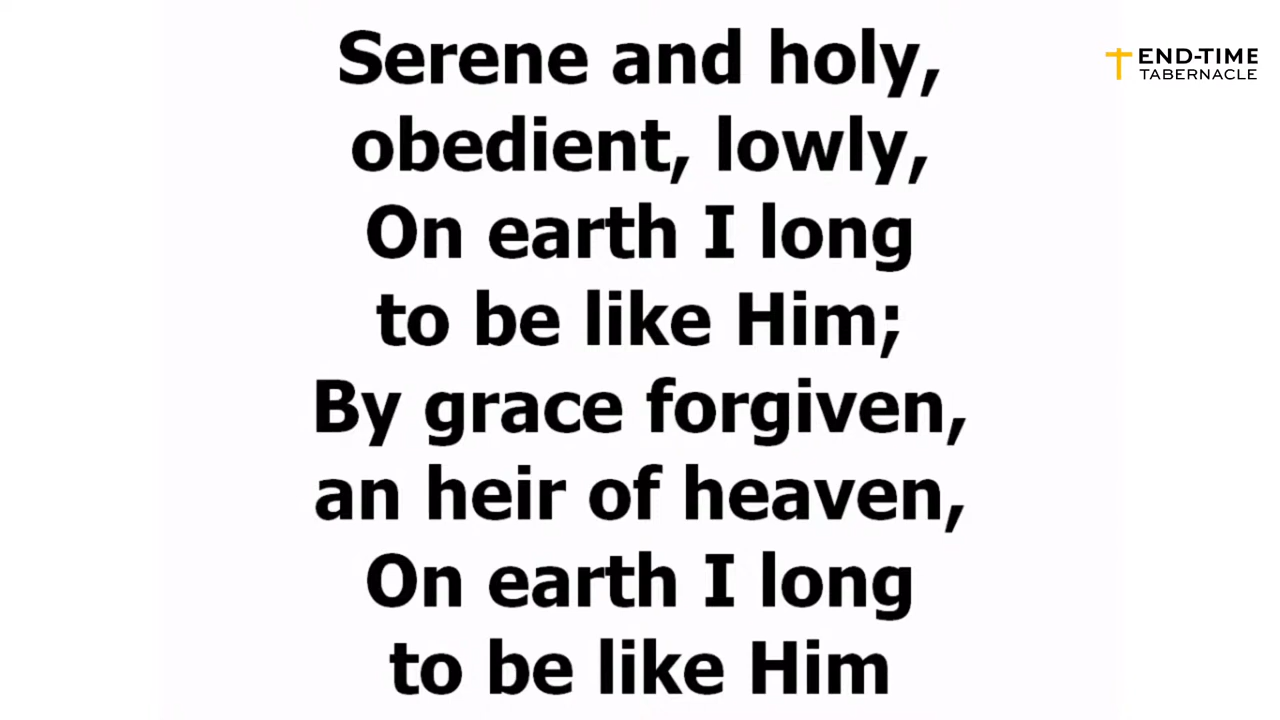 Serene and holy,
obedient, lowly,
On earth I long
to be like Him;
By grace forgiven,
an heir of heaven,
On earth I long
to be like Him
END-TIME
TABERNACLE